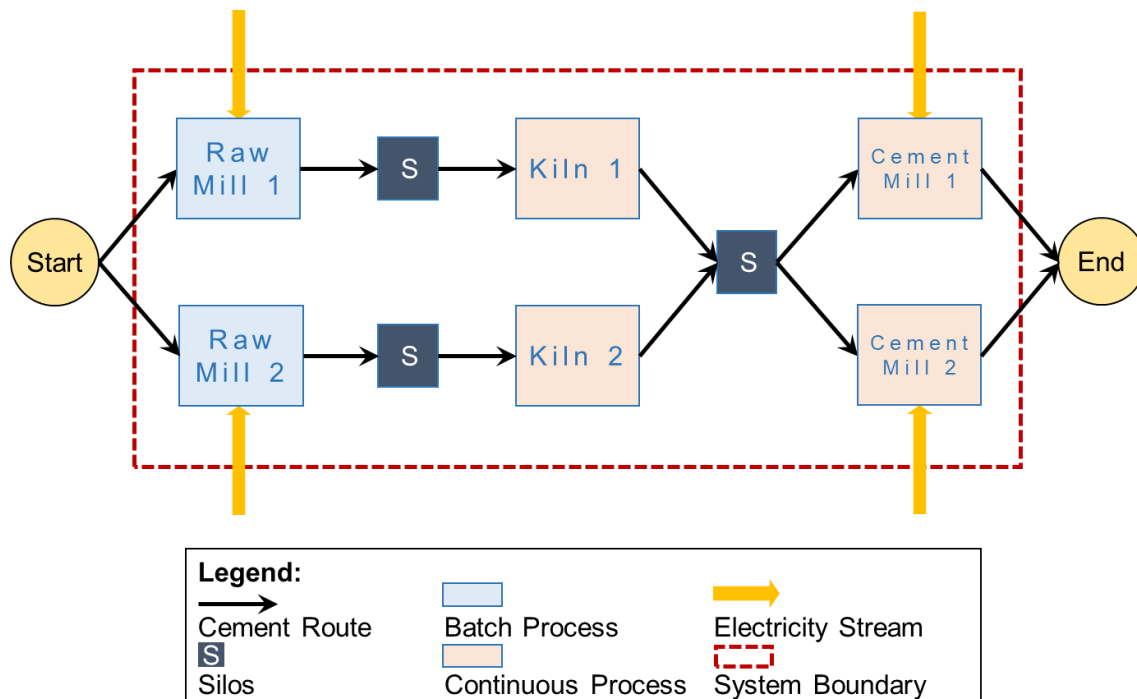 Raw
Mill 1
S
Kiln 1
Cement
Mill 1
Start
S
End
Raw
Mill 2
S
Kiln 2
Cement
Mill 2
Legend:
Cement Route
Batch Process
Electricity Stream
S
Silos
Continuous Process
System Boundary